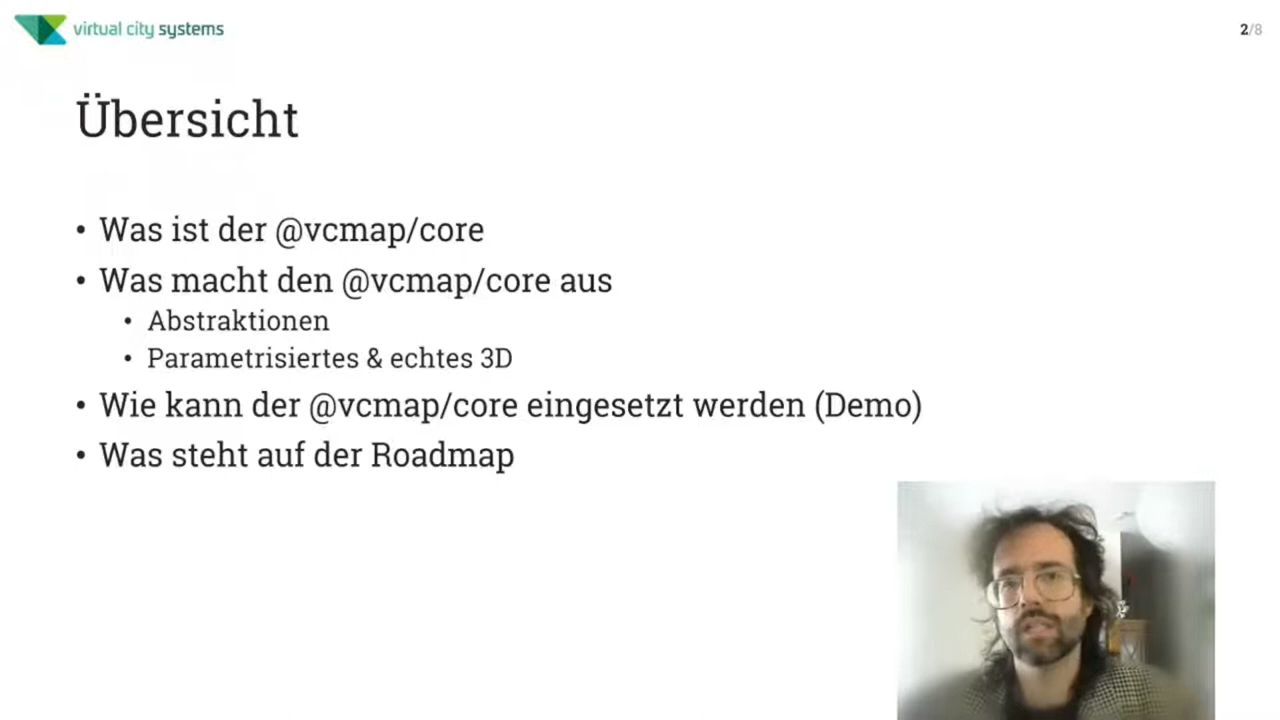 virtual city systems
2/8
Übersicht
• Was ist der @vcmap/core
• Was macht den @vcmap/core aus
• Abstraktionen
• Parametrisiertes & echtes 3D
• Wie kann der @vcmap/core eingesetzt werden (Demo)
• Was steht auf der Roadmap